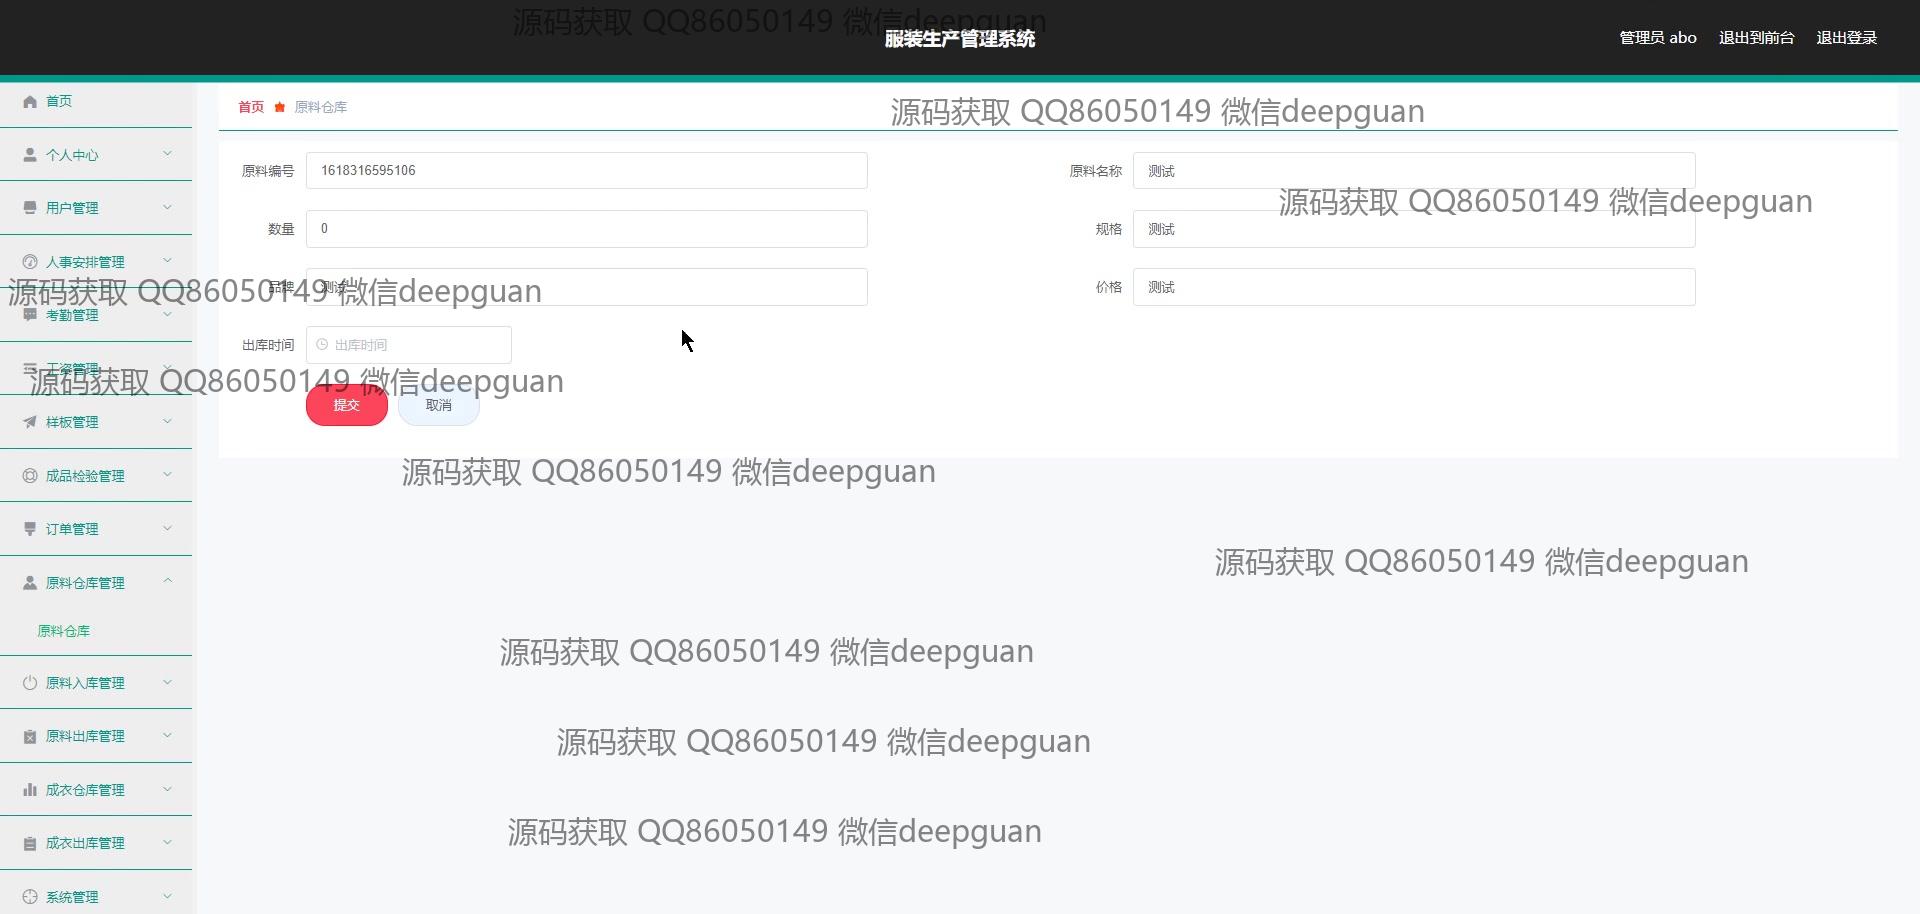 源码获取 QQ86050149 微信deepguan
服装生产管理系统
管理员 abo 退出到前台 退出登录
首页
个人中心
用户管理
人事安排管理
考勤管理
工资管理
样板管理
成品检验管理
订单管理
原料仓库管理
原料仓库
原料入库管理
原料出库管理
成衣仓库管理
成衣出库管理
系统管理
首页 原料仓库
源码获取 QQ86050149 微信deepguan
原料编号 1618316595106
原料名称 测试
源码获取 QQ86050149 微信deepguan
数量 0
规格 测试
源码获取 QQ86050149 微信deepguan
品牌 测试
价格 测试
出库时间 出库时间
源码获取 QQ86050149 微信deepguan
提交 取消
源码获取 QQ86050149 微信deepguan
源码获取 QQ86050149 微信deepguan
源码获取 QQ86050149 微信deepguan
源码获取 QQ86050149 微信deepguan
源码获取 QQ86050149 微信deepguan